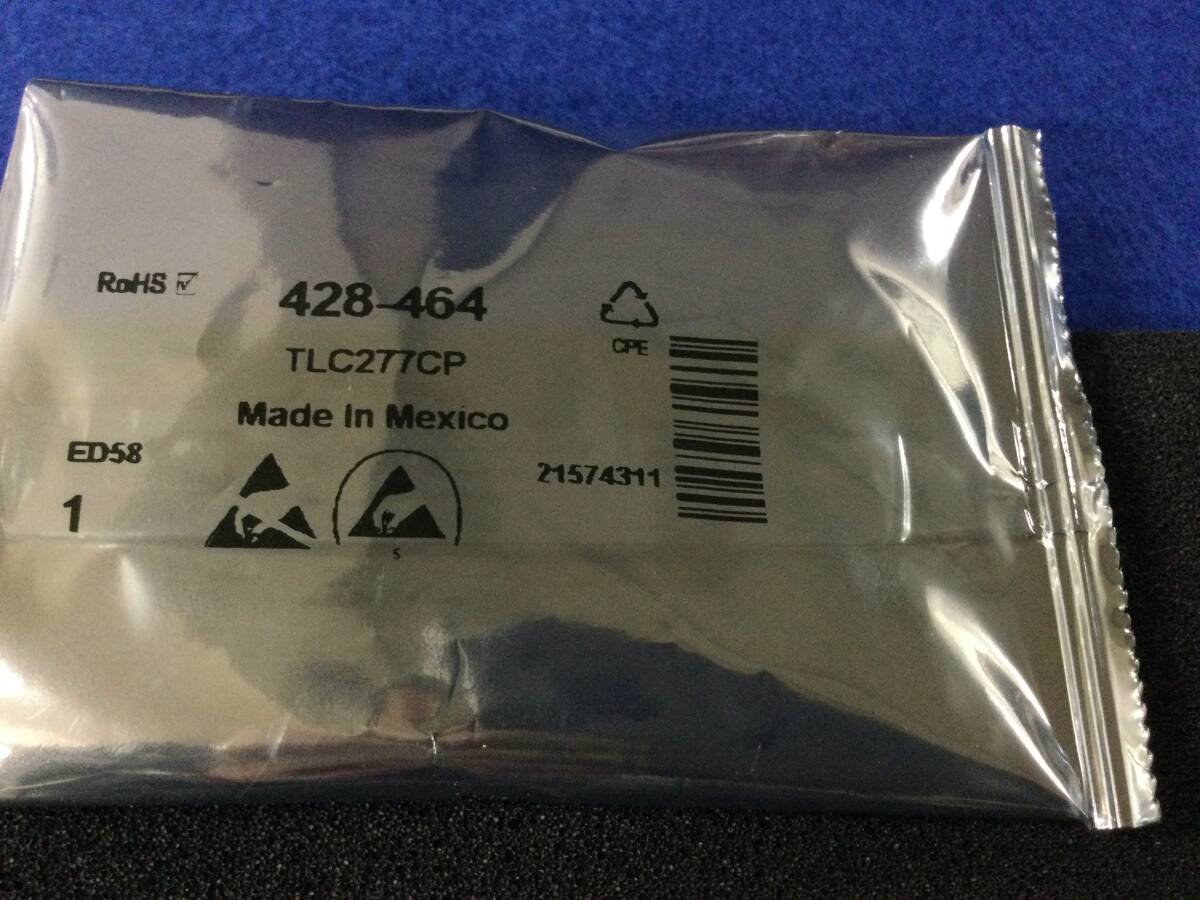 RoHS
428-464
CPE
TLC277CP
Made In Mexico
ED58
21574311
1
S